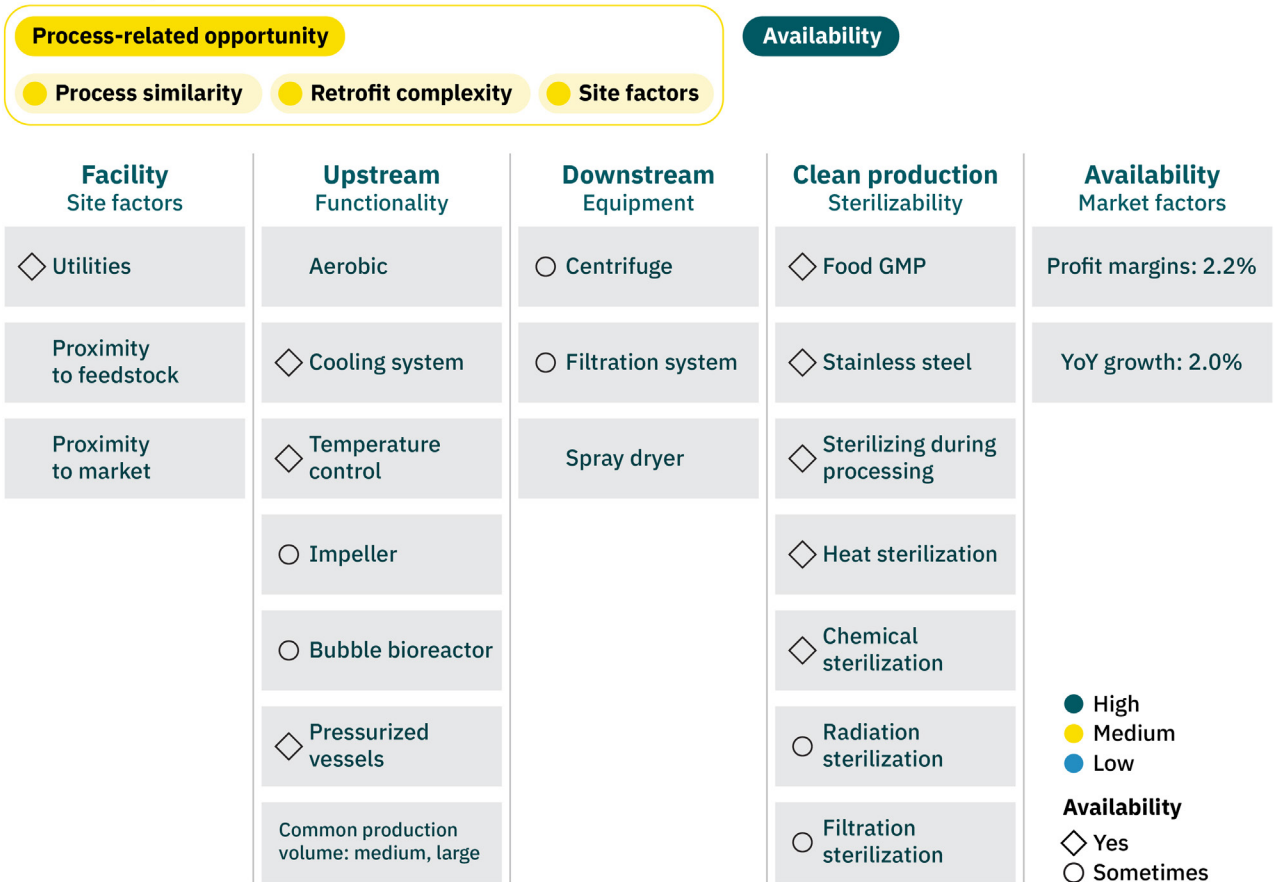 Process-related opportunity
Availability
Process similarity
Retrofit complexity
Site factors
Facility
Site factors
Utilities
Proximity
to feedstock
Proximity
to market
Upstream
Functionality
Aerobic
Cooling system
Temperature
control
Impeller
Bubble bioreactor
Pressurized
vessels
Common production
volume: medium, large
Downstream
Equipment
Centrifuge
Filtration system
Spray dryer
Clean production
Sterilizability
Food GMP
Stainless steel
Sterilizing during
processing
Heat sterilization
Chemical
sterilization
Radiation
sterilization
Filtration
sterilization
Availability
Market factors
Profit margins: 2.2%
YoY growth: 2.0%
High
Medium
Low
Availability
Yes
Sometimes